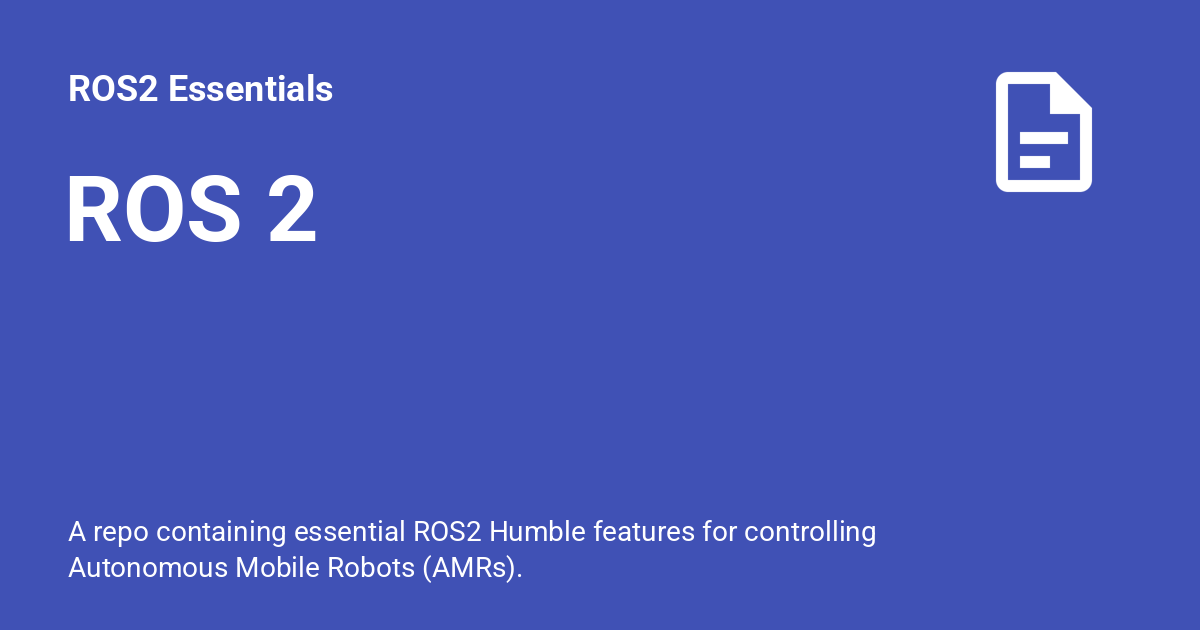 ROS2 Essentials
ROS 2
A repo containing essential ROS2 Humble features for controlling
Autonomous Mobile Robots (AMRs).